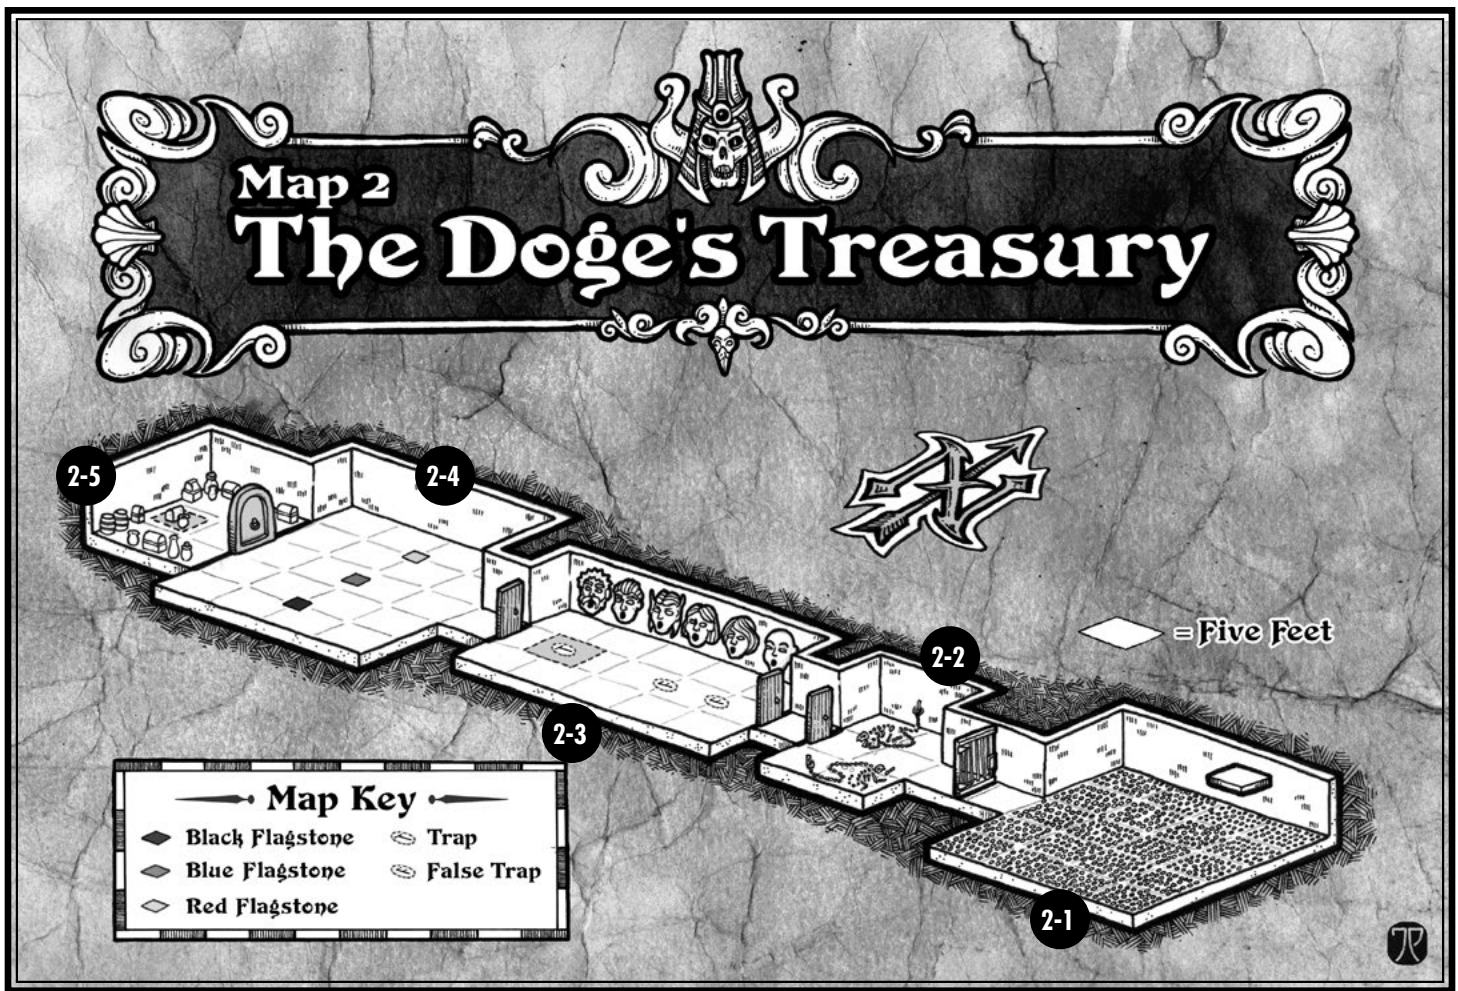 Map 2
The Doge's Treasury
2-5
2-4
= Five Feet
2-2
2-3
2-1
Map Key
Black Flagstone
Trap
Blue Flagstone
False Trap
Red Flagstone